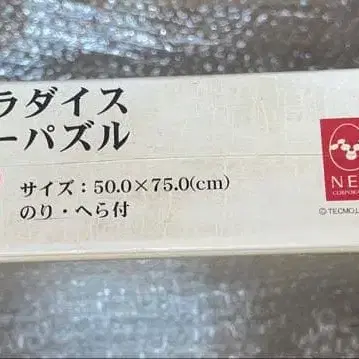 ラダイス
ーパズル
サイズ：50.0×75.0(cm)
のり・へら付
NE
CORPORA
©TECMO,L